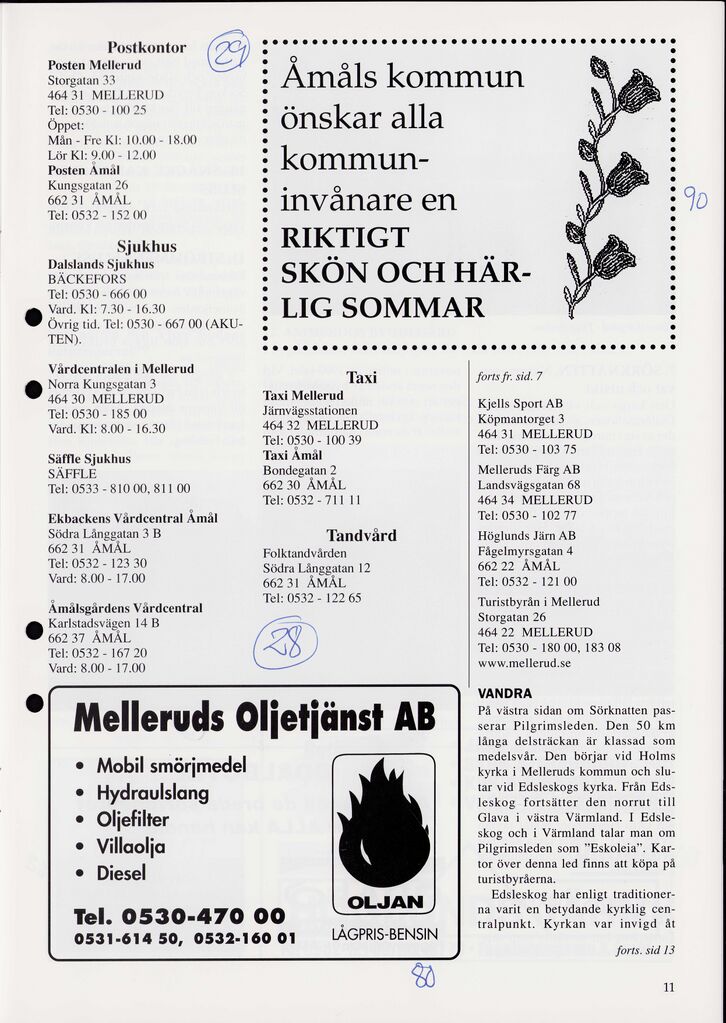 Postkontor
29
Posten Mellerud
Storgatan 33
464 31 MELLERUD
Tel: 0530 - 100 25
Öppet:
Mån - Fre Kl: 10.00 - 18.00
Lör Kl: 9.00 - 12.00
Posten Åmål
Kungsgatan 26
662 31 ÅMÅL
Tel: 0532 - 152 00
Sjukhus
Dalslands Sjukhus
BÄCKEFORS
Tel: 0530 - 666 00
Vard. Kl: 7.30 - 16.30
Övrig tid. Tel: 0530 - 667 00 (AKU-
TEN).
Vårdcentralen i Mellerud
Norra Kungsgatan 3
464 30 MELLERUD
Tel: 0530 - 185 00
Vard. Kl: 8.00 - 16.30
Säffle Sjukhus
SÄFFLE
Tel: 0533 - 810 00, 811 00
Ekbackens Vårdcentral Åmål
Södra Långgatan 3 B
662 31 ÅMÅL
Tel: 0532 - 123 30
Vard: 8.00 - 17.00
Åmålsgårdens Vårdcentral
Karlstadsvägen 14 B
662 37 ÅMÅL
Tel: 0532 - 167 20
Vard: 8.00 - 17.00
Åmåls kommun
önskar alla
kommun-
invånare en
RIKTIGT
SKÖN OCH HÄR-
LIG SOMMAR
90
Taxi
Taxi Mellerud
Järnvägsstationen
464 32 MELLERUD
Tel: 0530 - 100 39
Taxi Åmål
Bondegatan 2
662 30 ÅMÅL
Tel: 0532 - 711 11
Tandvård
Folktandvården
Södra Långgatan 12
662 31 ÅMÅL
Tel: 0532 - 122 65
28
forts fr. sid. 7
Kjells Sport AB
Köpmantorget 3
464 31 MELLERUD
Tel: 0530 - 103 75
Melleruds Färg AB
Landsvägsgatan 68
464 34 MELLERUD
Tel: 0530 - 102 77
Höglunds Järn AB
Fågelmyrsgatan 4
662 22 ÅMÅL
Tel: 0532 - 121 00
Turistbyrån i Mellerud
Storgatan 26
464 22 MELLERUD
Tel: 0530 - 180 00, 183 08
www.mellerud.se
VANDRA
På västra sidan om Sörknatten pas-
serar Pilgrimsleden. Den 50 km
långa delsträckan är klassad som
medelsvår. Den börjar vid Holms
kyrka i Melleruds kommun och slu-
tar vid Edsleskogs kyrka. Från Eds-
leskog fortsätter den norrut till
Glava i västra Värmland. I Edsle-
skog och i Värmland talar man om
Pilgrimsleden som "Eskoleia". Kar-
tor över denna led finns att köpa på
turistbyråerna.
Edsleskog har enligt traditioner-
na varit en betydande kyrklig cen-
tralpunkt. Kyrkan var invigd åt
forts. sid 13
Melleruds Oljetjänst AB
• Mobil smörjmedel
• Hydraulslang
• Oljefilter
• Villaolja
• Diesel
Tel. 0530-470 00
0531-614 50, 0532-160 01
OLJAN
LÅGPRIS-BENSIN
80
11